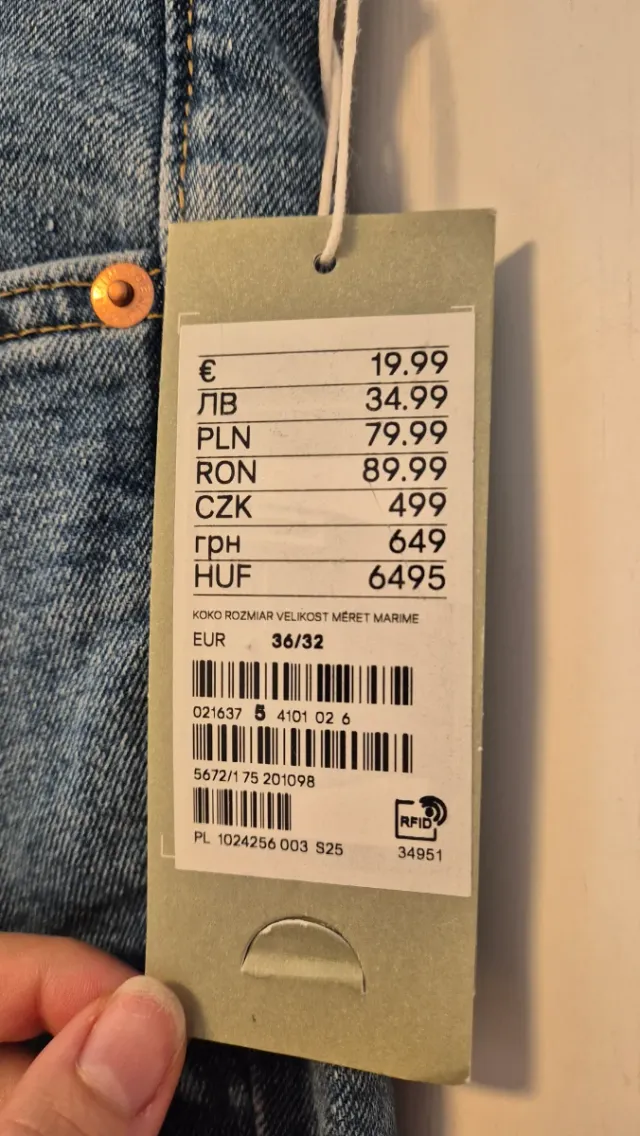 € 19.99
ЛВ 34.99
PLN 79.99
RON 89.99
CZK 499
грн 649
HUF 6495
KOKO ROZMIAR VELIKOST MÉRET MARIME
EUR 36/32
021637 5 4101 02 6
5672/1 75 201098
RFID
PL 1024256 003 S25 34951